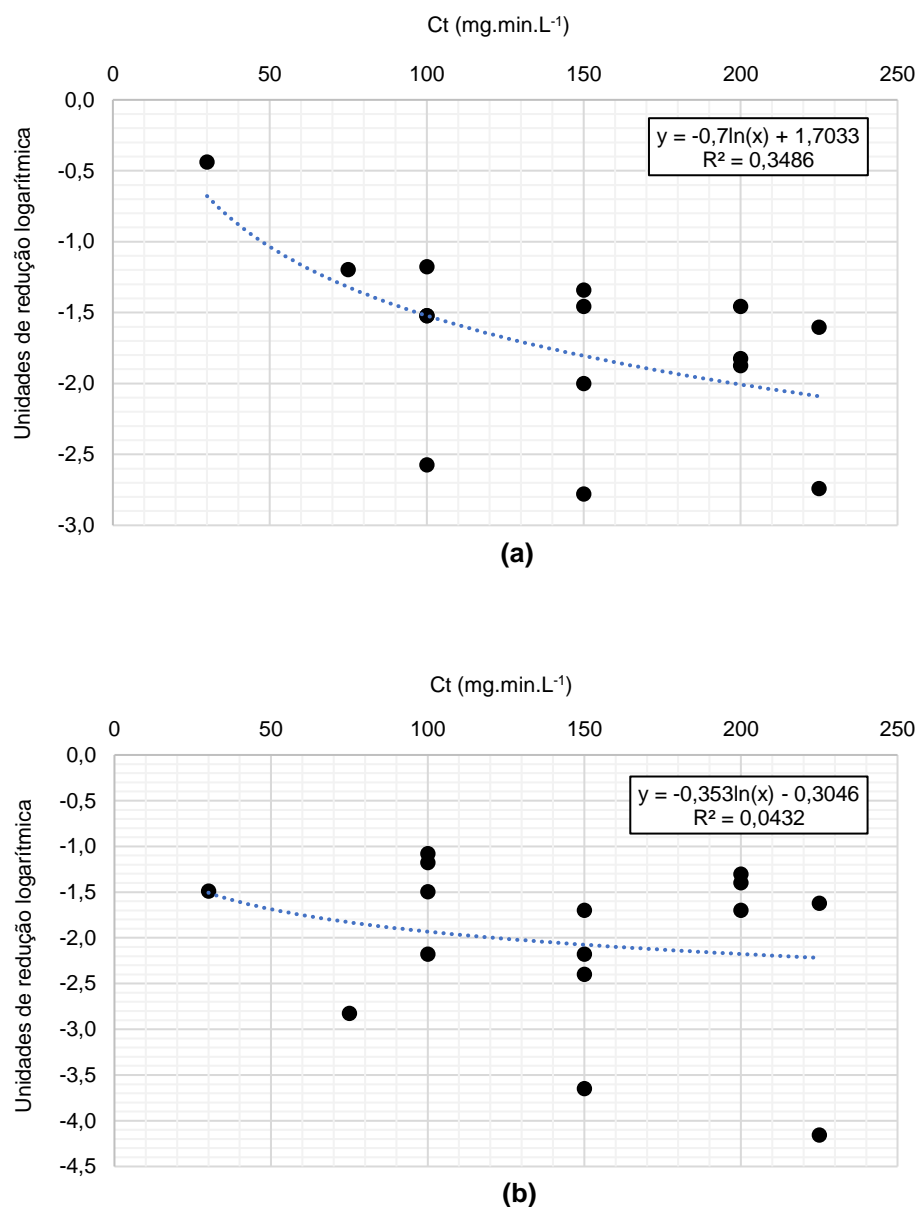 Ct (mg.min.L⁻¹)
0 50 100 150 200 250
0,0
-0,5
-1,0
-1,5
-2,0
-2,5
-3,0
Unidades de redução logarítmica
y = -0,7ln(x) + 1,7033
R² = 0,3486
(a)
Ct (mg.min.L⁻¹)
0 50 100 150 200 250
0,0
-0,5
-1,0
-1,5
-2,0
-2,5
-3,0
-3,5
-4,0
-4,5
Unidades de redução logarítmica
y = -0,353ln(x) - 0,3046
R² = 0,0432
(b)